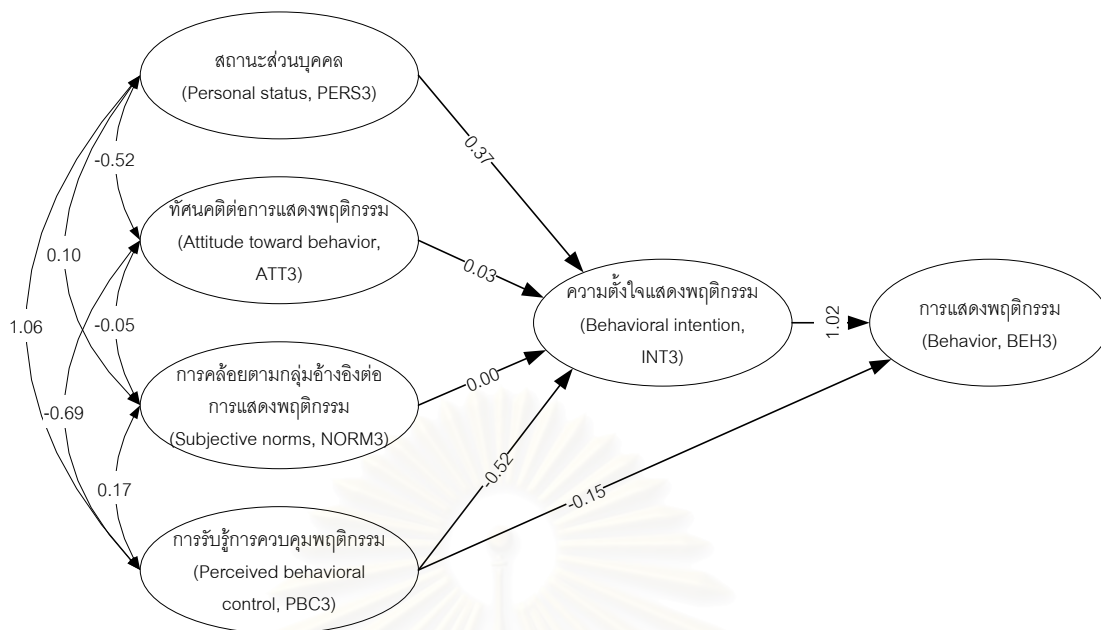 สถานะส่วนบุคคล
(Personal status, PERS3)
0.37
-0.52
ทัศนคติต่อการแสดงพฤติกรรม
(Attitude toward behavior,
ATT3)
0.03
0.10
ความตั้งใจแสดงพฤติกรรม
(Behavioral intention,
INT3)
1.02
การแสดงพฤติกรรม
(Behavior, BEH3)
1.06
-0.05
การคล้อยตามกลุ่มอ้างอิงต่อ
การแสดงพฤติกรรม
(Subjective norms, NORM3)
0.00
-0.69
0.17
-0.52
-0.15
การรับรู้การควบคุมพฤติกรรม
(Perceived behavioral
control, PBC3)